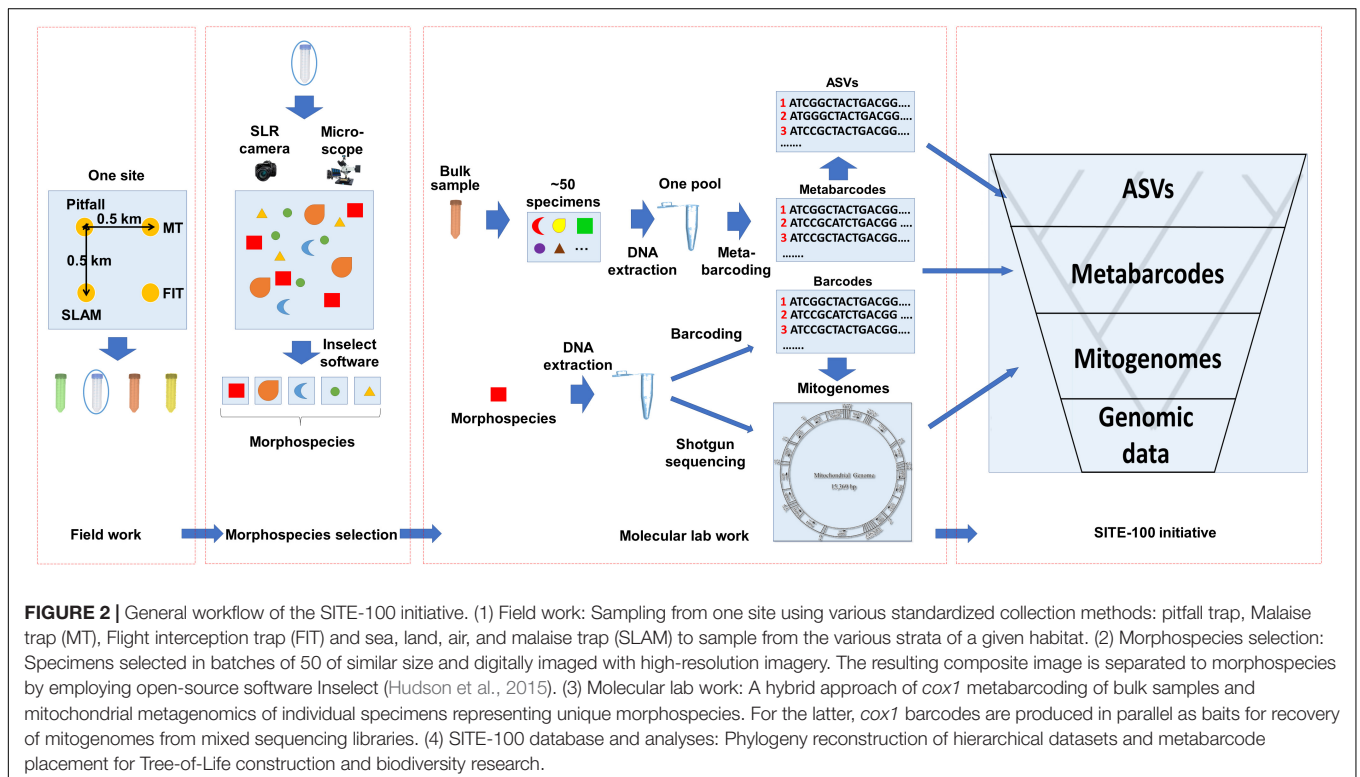 One site
Pitfall
0.5 km
MT
0.5 km
FIT
SLAM
Field work
SLR
camera
Micro-
scope
Inselect
software
Morphospecies
Morphospecies selection
Bulk
sample
~50
specimens
DNA
extraction
One pool
Meta-
barcoding
ASVs
1 ATCGGCTACTGACGG....
2 ATGGGCTACTGACGG....
3 ATCCGCTACTGACGG....
.......
Metabarcodes
1 ATCGGCTACTGACGG....
2 ATCCGCATCTGACGG ....
3 ATCCGCTACTGACGG....
.......
Barcodes
1 ATCGGCTACTGACGG....
2 ATCCGCATCTGACGG ....
3 ATCCGCTACTGACGG....
.......
Morphospecies
DNA
extraction
Barcoding
Shotgun
sequencing
Mitogenomes
Mitochondrial Genoma
15,369 bp
Molecular lab work
ASVs
Metabarcodes
Mitogenomes
Genomic
data
SITE-100 initiative
FIGURE 2 | General workflow of the SITE-100 initiative. (1) Field work: Sampling from one site using various standardized collection methods: pitfall trap, Malaise
trap (MT), Flight interception trap (FIT) and sea, land, air, and malaise trap (SLAM) to sample from the various strata of a given habitat. (2) Morphospecies selection:
Specimens selected in batches of 50 of similar size and digitally imaged with high-resolution imagery. The resulting composite image is separated to morphospecies
by employing open-source software Inselect (Hudson et al., 2015). (3) Molecular lab work: A hybrid approach of cox1 metabarcoding of bulk samples and
mitochondrial metagenomics of individual specimens representing unique morphospecies. For the latter, cox1 barcodes are produced in parallel as baits for recovery
of mitogenomes from mixed sequencing libraries. (4) SITE-100 database and analyses: Phylogeny reconstruction of hierarchical datasets and metabarcode
placement for Tree-of-Life construction and biodiversity research.